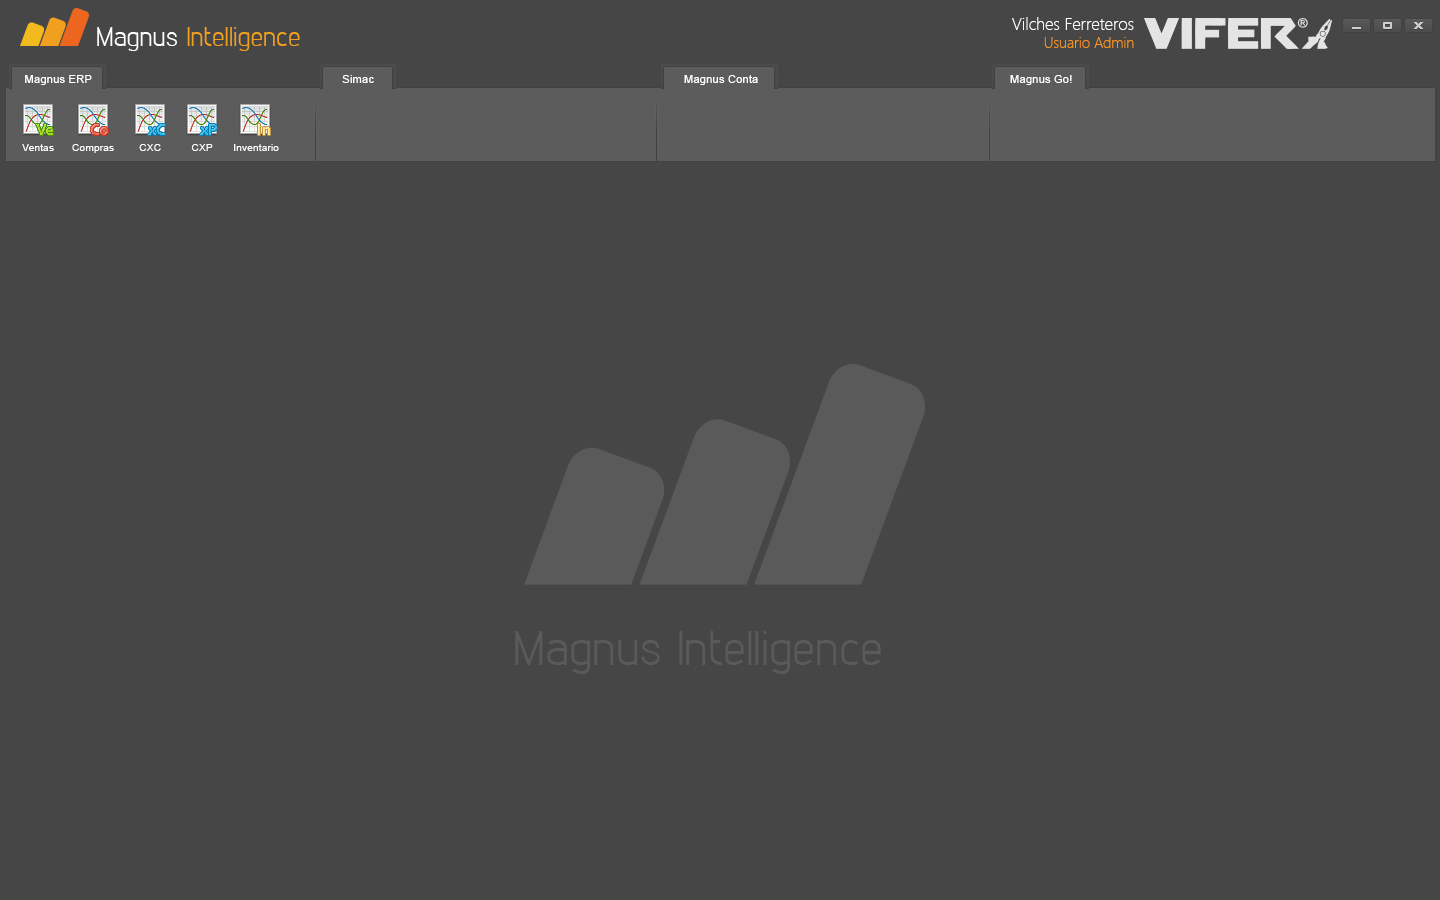 Magnus Intelligence
Vilches Ferreteros
Usuario Admin
VIFER®
Magnus ERP
Simac
Magnus Conta
Magnus Go!
Ve
Co
xC
xP
In
Ventas
Compras
CXC
CXP
Inventario
Magnus Intelligence